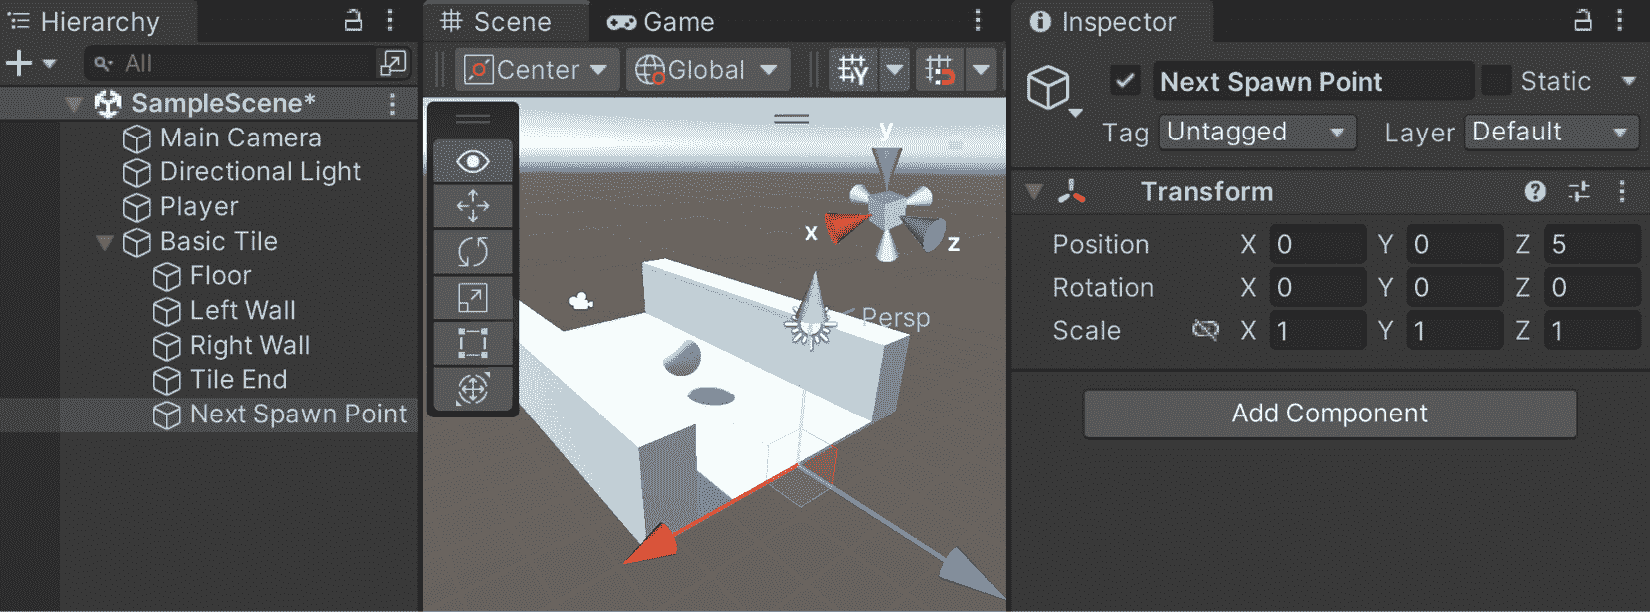 Hierarchy
All
SampleScene*
Main Camera
Directional Light
Player
Basic Tile
Floor
Left Wall
Right Wall
Tile End
Next Spawn Point
Scene Game
Center Global
y
x
z
Persp
Inspector
Next Spawn Point Static
Tag Untagged Layer Default
Transform
Position X 0 Y 0 Z 5
Rotation X 0 Y 0 Z 0
Scale X 1 Y 1 Z 1
Add Component